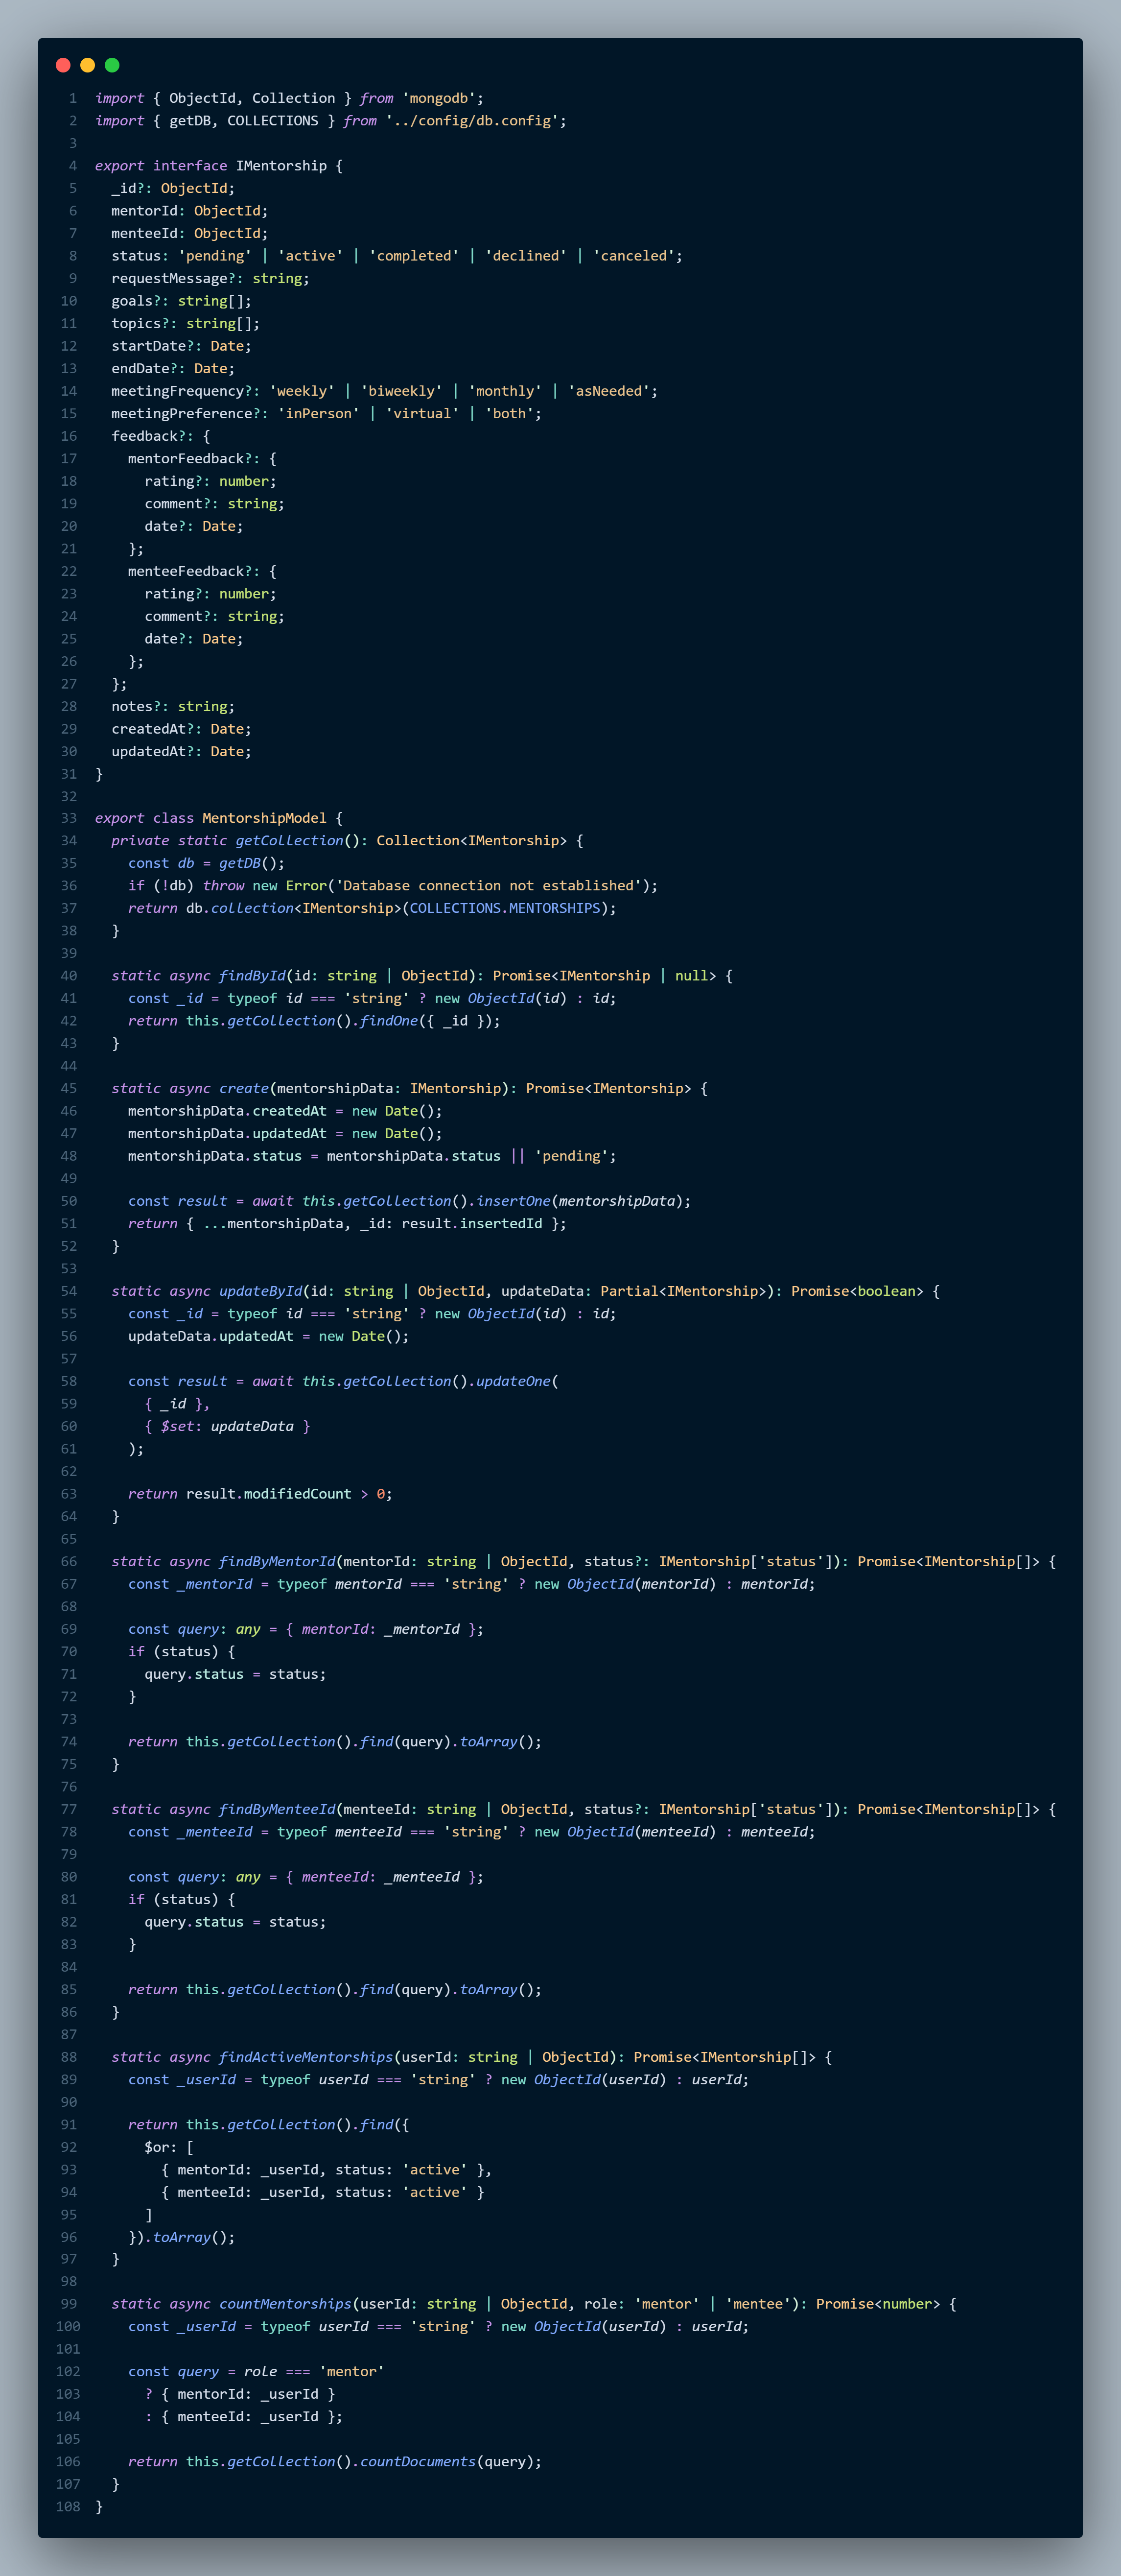 1 import { ObjectId, Collection } from 'mongodb';
2 import { getDB, COLLECTIONS } from '../config/db.config';
3
4 export interface IMentorship {
5   _id?: ObjectId;
6   mentorId: ObjectId;
7   menteeId: ObjectId;
8   status: 'pending' | 'active' | 'completed' | 'declined' | 'canceled';
9   requestMessage?: string;
10   goals?: string[];
11   topics?: string[];
12   startDate?: Date;
13   endDate?: Date;
14   meetingFrequency?: 'weekly' | 'biweekly' | 'monthly' | 'asNeeded';
15   meetingPreference?: 'inPerson' | 'virtual' | 'both';
16   feedback?: {
17     mentorFeedback?: {
18       rating?: number;
19       comment?: string;
20       date?: Date;
21     };
22     menteeFeedback?: {
23       rating?: number;
24       comment?: string;
25       date?: Date;
26     };
27   };
28   notes?: string;
29   createdAt?: Date;
30   updatedAt?: Date;
31 }
32
33 export class MentorshipModel {
34   private static getCollection(): Collection<IMentorship> {
35     const db = getDB();
36     if (!db) throw new Error('Database connection not established');
37     return db.collection<IMentorship>(COLLECTIONS.MENTORSHIPS);
38   }
39
40   static async findById(id: string | ObjectId): Promise<IMentorship | null> {
41     const _id = typeof id === 'string' ? new ObjectId(id) : id;
42     return this.getCollection().findOne({ _id });
43   }
44
45   static async create(mentorshipData: IMentorship): Promise<IMentorship> {
46     mentorshipData.createdAt = new Date();
47     mentorshipData.updatedAt = new Date();
48     mentorshipData.status = mentorshipData.status || 'pending';
49
50     const result = await this.getCollection().insertOne(mentorshipData);
51     return { ...mentorshipData, _id: result.insertedId };
52   }
53
54   static async updateById(id: string | ObjectId, updateData: Partial<IMentorship>): Promise<boolean> {
55     const _id = typeof id === 'string' ? new ObjectId(id) : id;
56     updateData.updatedAt = new Date();
57
58     const result = await this.getCollection().updateOne(
59       { _id },
60       { $set: updateData }
61     );
62
63     return result.modifiedCount > 0;
64   }
65
66   static async findByMentorId(mentorId: string | ObjectId, status?: IMentorship['status']): Promise<IMentorship[]> {
67     const _mentorId = typeof mentorId === 'string' ? new ObjectId(mentorId) : mentorId;
68
69     const query: any = { mentorId: _mentorId };
70     if (status) {
71       query.status = status;
72     }
73
74     return this.getCollection().find(query).toArray();
75   }
76
77   static async findByMenteeId(menteeId: string | ObjectId, status?: IMentorship['status']): Promise<IMentorship[]> {
78     const _menteeId = typeof menteeId === 'string' ? new ObjectId(menteeId) : menteeId;
79
80     const query: any = { menteeId: _menteeId };
81     if (status) {
82       query.status = status;
83     }
84
85     return this.getCollection().find(query).toArray();
86   }
87
88   static async findActiveMentorships(userId: string | ObjectId): Promise<IMentorship[]> {
89     const _userId = typeof userId === 'string' ? new ObjectId(userId) : userId;
90
91     return this.getCollection().find({
92       $or: [
93         { mentorId: _userId, status: 'active' },
94         { menteeId: _userId, status: 'active' }
95       ]
96     }).toArray();
97   }
98
99   static async countMentorships(userId: string | ObjectId, role: 'mentor' | 'mentee'): Promise<number> {
100     const _userId = typeof userId === 'string' ? new ObjectId(userId) : userId;
101
102     const query = role === 'mentor'
103       ? { mentorId: _userId }
104       : { menteeId: _userId };
105
106     return this.getCollection().countDocuments(query);
107   }
108 }